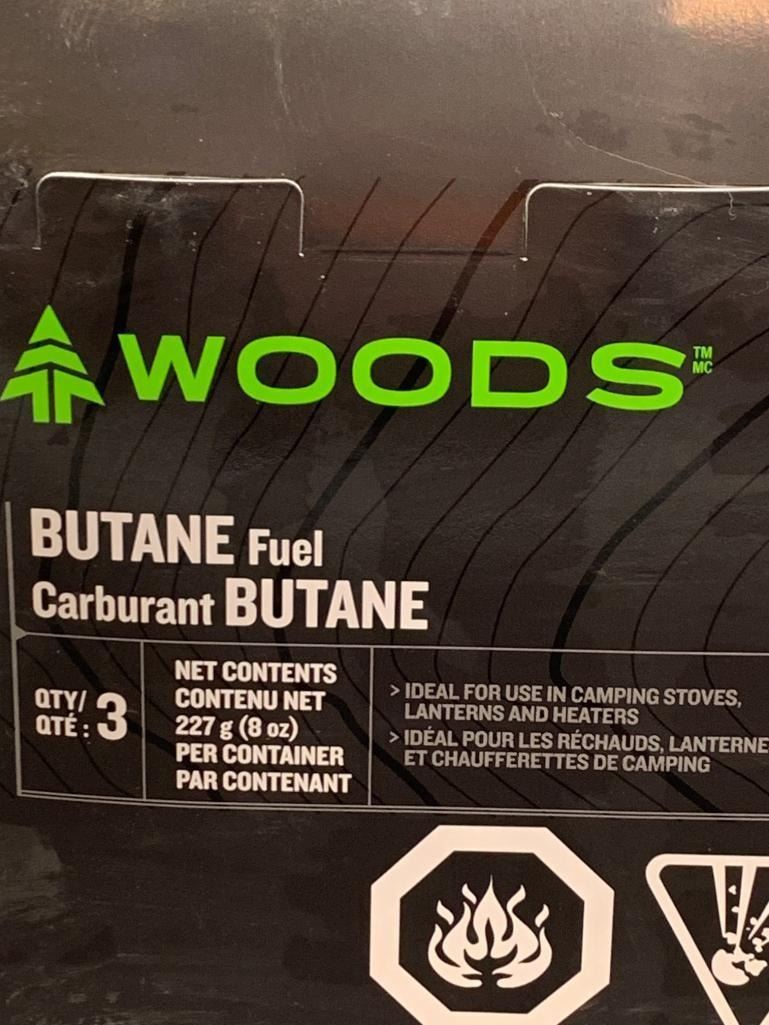 WOODS TM MC
BUTANE Fuel
Carburant BUTANE
QTY/
QTÉ : 3
NET CONTENTS
CONTENU NET
227 g (8 oz)
PER CONTAINER
PAR CONTENANT
> IDEAL FOR USE IN CAMPING STOVES,
LANTERNS AND HEATERS
> IDÉAL POUR LES RÉCHAUDS, LANTERNE
ET CHAUFFERETTES DE CAMPING